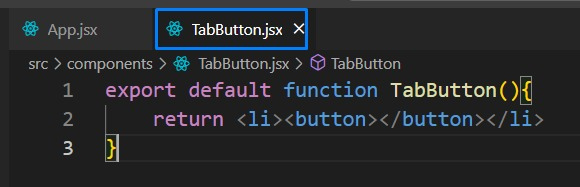 App.jsx TabButton.jsx ×
src > components > TabButton.jsx > TabButton
1 export default function TabButton(){
2     return <li><button></button></li>
3 }